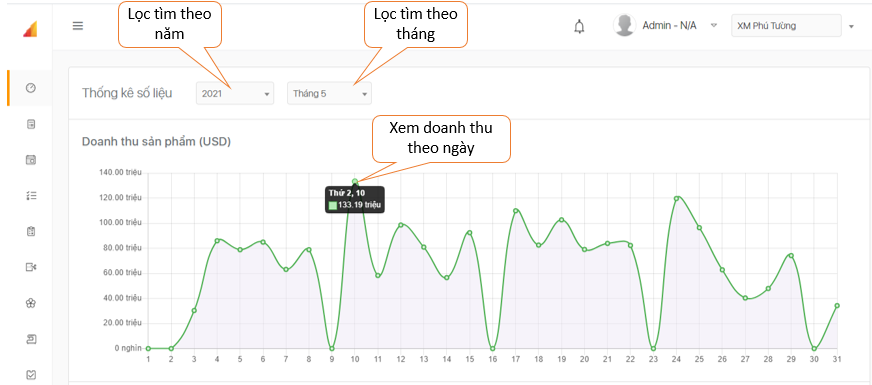 Lọc tìm theo
năm
Lọc tìm theo
tháng
Admin - N/A
XM Phú Tường
Thống kê số liệu
2021
Tháng 5
Doanh thu sản phẩm (USD)
Xem doanh thu
theo ngày
140.00 triệu
120.00 triệu
100.00 triệu
80.00 triệu
60.00 triệu
40.00 triệu
20.00 triệu
0 nghìn
Thứ 2, 10
133.19 triệu
1 2 3 4 5 6 7 8 9 10 11 12 13 14 15 16 17 18 19 20 21 22 23 24 25 26 27 28 29 30 31